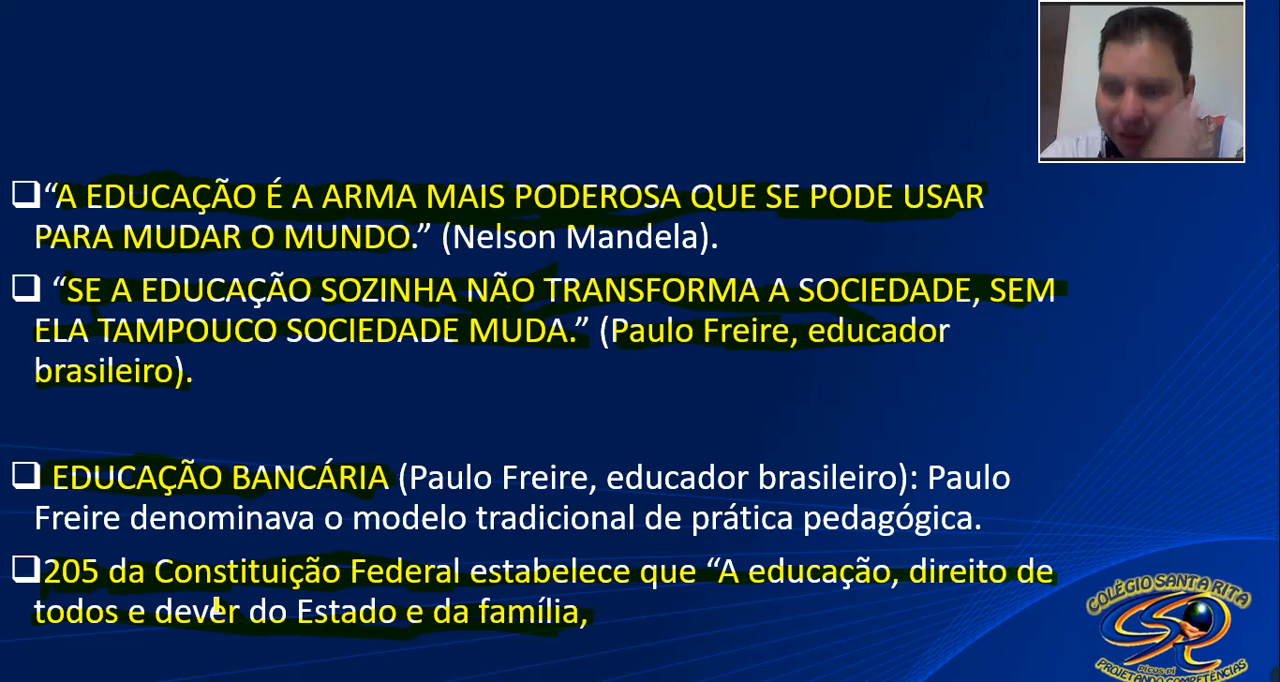 “A EDUCAÇÃO É A ARMA MAIS PODEROSA QUE SE PODE USAR
PARA MUDAR O MUNDO.” (Nelson Mandela).
“SE A EDUCAÇÃO SOZINHA NÃO TRANSFORMA A SOCIEDADE, SEM
ELA TAMPOUCO SOCIEDADE MUDA.” (Paulo Freire, educador
brasileiro).
EDUCAÇÃO BANCÁRIA (Paulo Freire, educador brasileiro): Paulo
Freire denominava o modelo tradicional de prática pedagógica.
205 da Constituição Federal estabelece que “A educação, direito de
todos e dever do Estado e da família,
COLÉGIO SANTA RITA
PICOS PI
PROJETANDO COMPETÊNCIAS